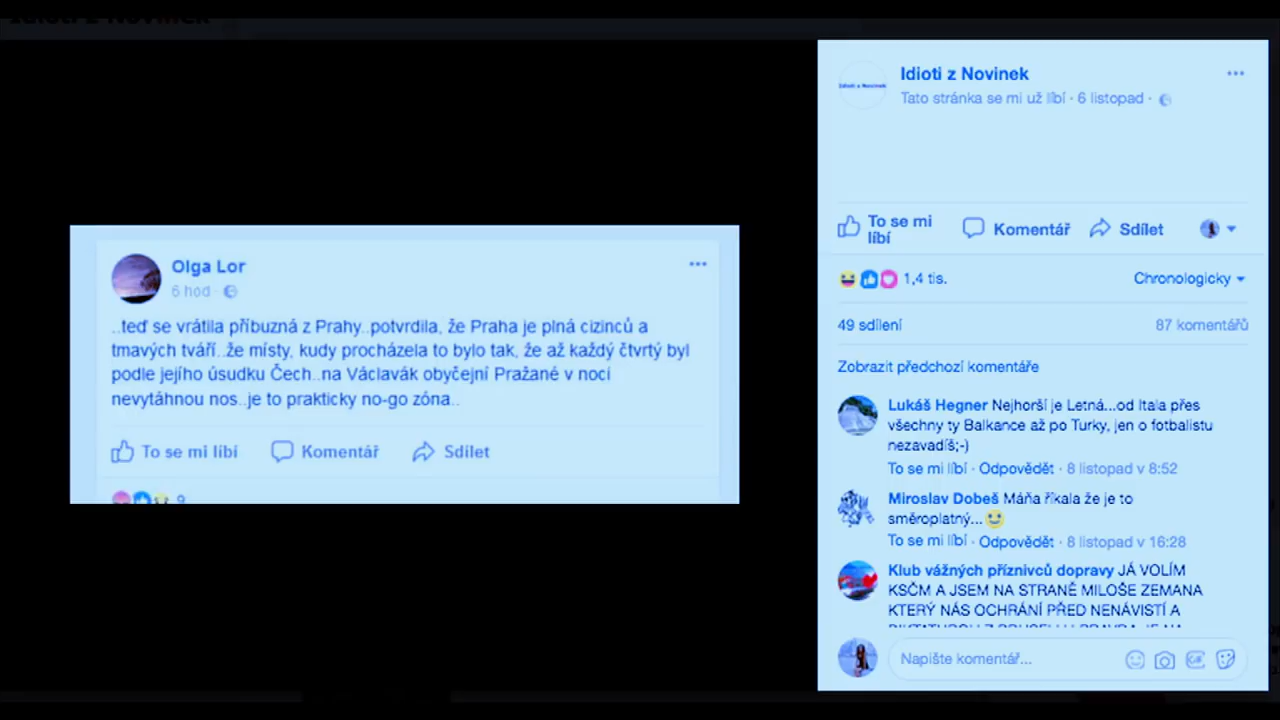 Idioti z Novinek
Olga Lor
6 hod
..teď se vrátila příbuzná z Prahy..potvrdila, že Praha je plná cizinců a
tmavých tváří..že místy, kudy procházela to bylo tak, že až každý čtvrtý byl
podle jejího úsudku Čech..na Václavák obyčejní Pražané v noci
nevytáhnou nos..je to prakticky no-go zóna..
To se mi líbí Komentář Sdílet
9
Idioti z Novinek
Idioti z Novinek
Tato stránka se mi už líbí · 6 listopad ·
To se mi
líbí
Komentář Sdílet
1,4 tis. Chronologicky
49 sdílení 87 komentářů
Zobrazit předchozí komentáře
Lukáš Hegner Nejhorší je Letná...od Itala přes
všechny ty Balkance až po Turky, jen o fotbalistu
nezavadíš;-)
To se mi líbí · Odpovědět · 8 listopad v 8:52
Miroslav Dobeš Máňa říkala že je to
směroplatný...
To se mi líbí · Odpovědět · 8 listopad v 16:28
Klub vážných příznivců dopravy JÁ VOLÍM
KSČM A JSEM NA STRANĚ MILOŠE ZEMANA
KTERÝ NÁS OCHRÁNÍ PŘED NENÁVISTÍ A
Napište komentář...